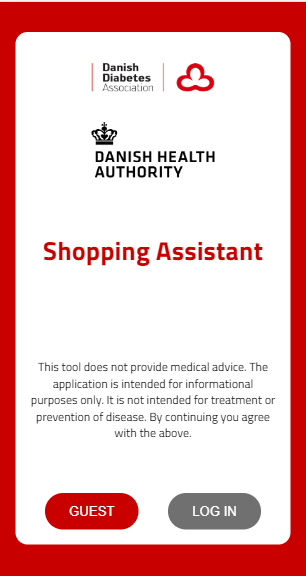 Danish
Diabetes
Association
DANISH HEALTH
AUTHORITY
Shopping Assistant
This tool does not provide medical advice. The
application is intended for informational
purposes only. It is not intended for treatment or
prevention of disease. By continuing you agree
with the above.
GUEST
LOG IN